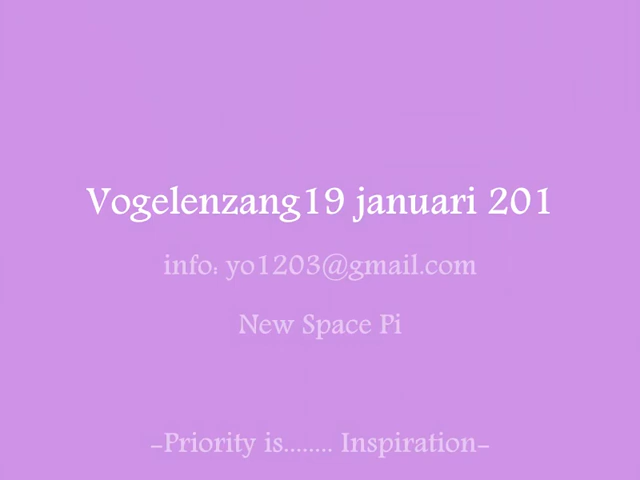 Vogelenzang19 januari 201
info: yo1203@gmail.com
New Space Pi
-Priority is........ Inspiration-